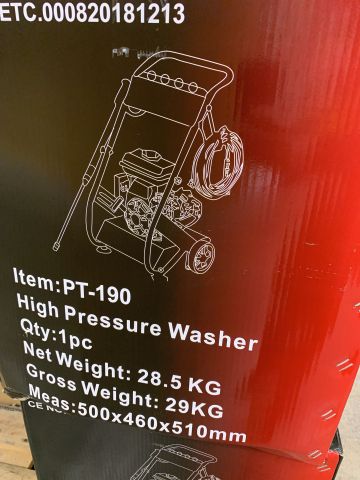 ETC.000820181213
Item:PT-190
High Pressure Washer
Qty:1pc
Net Weight: 28.5 KG
Gross Weight: 29KG
Meas:500x460x510mm
CE